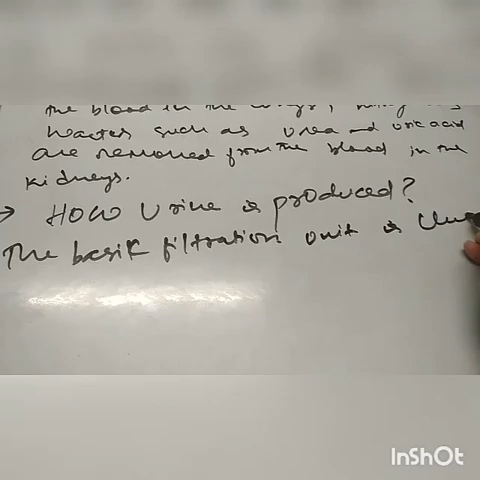 the blood in the lungs,
wastes such as urea and uric acid
are removed from the blood in the
kidneys.
→ How Urine is produced?
The basic filtration unit is
InShOt